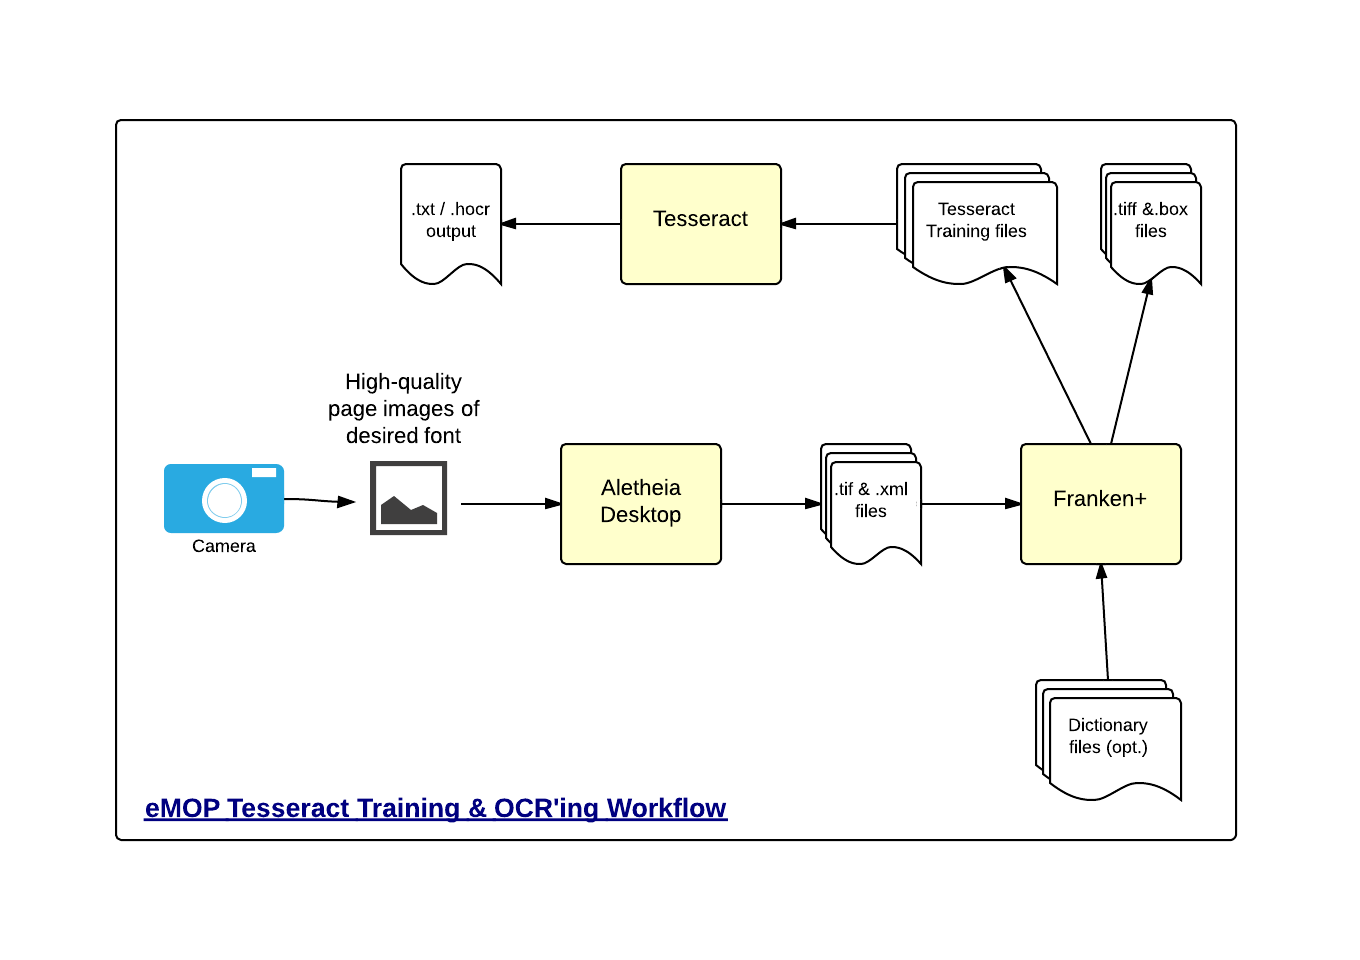 .txt / .hocr
output
Tesseract
Tesseract
Training files
.tiff &.box
files
High-quality
page images of
desired font
Camera
Aletheia
Desktop
.tif & .xml
files
Franken+
Dictionary
files (opt.)
eMOP Tesseract Training & OCR'ing Workflow